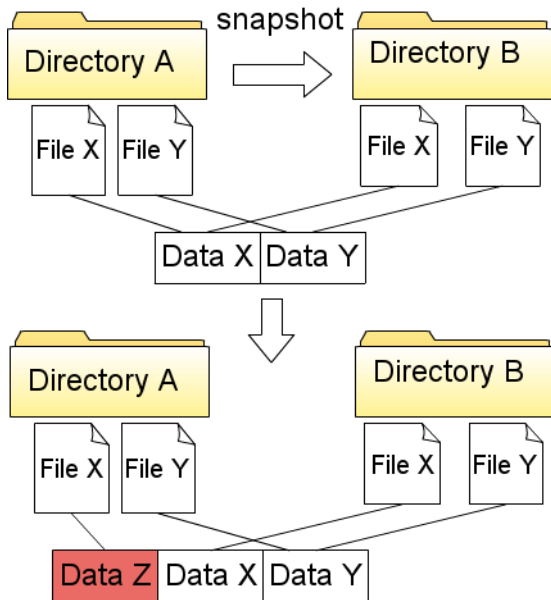 snapshot
Directory A
Directory B
File X
File Y
File X
File Y
Data X
Data Y
Directory A
Directory B
File X
File Y
File X
File Y
Data Z
Data X
Data Y